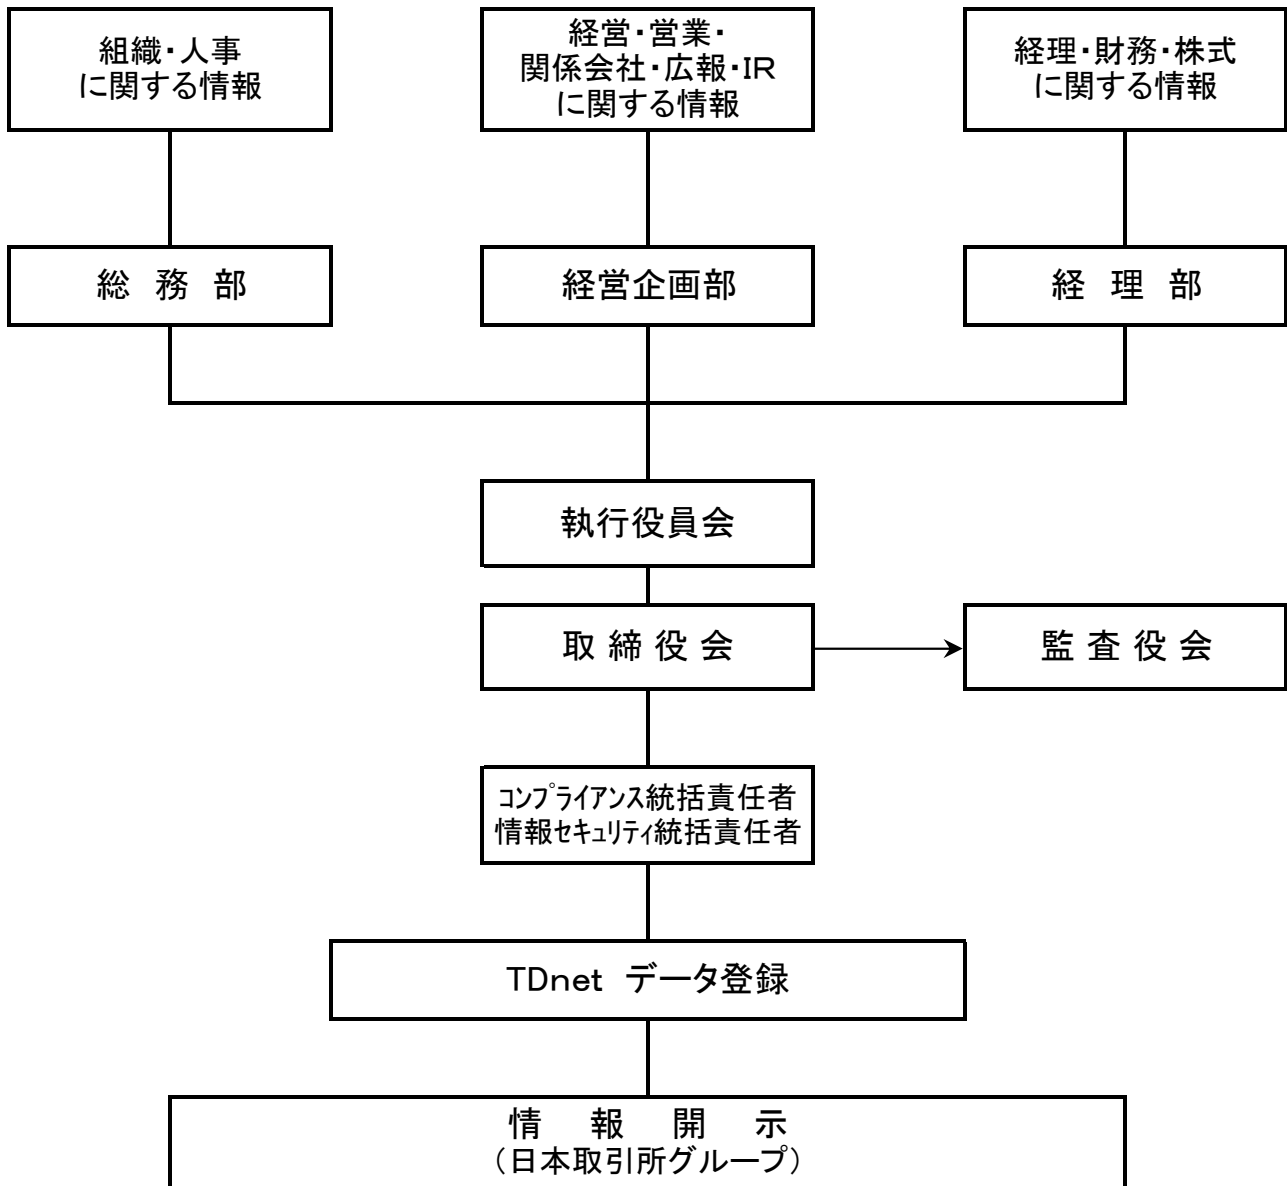 組織・人事
に関する情報
経営・営業・
関係会社・広報・IR
に関する情報
経理・財務・株式
に関する情報
総 務 部
経営企画部
経 理 部
執行役員会
取 締 役 会
監 査 役 会
コンプライアンス統括責任者
情報セキュリティ統括責任者
TDnet データ登録
情 報 開 示
（日本取引所グループ）